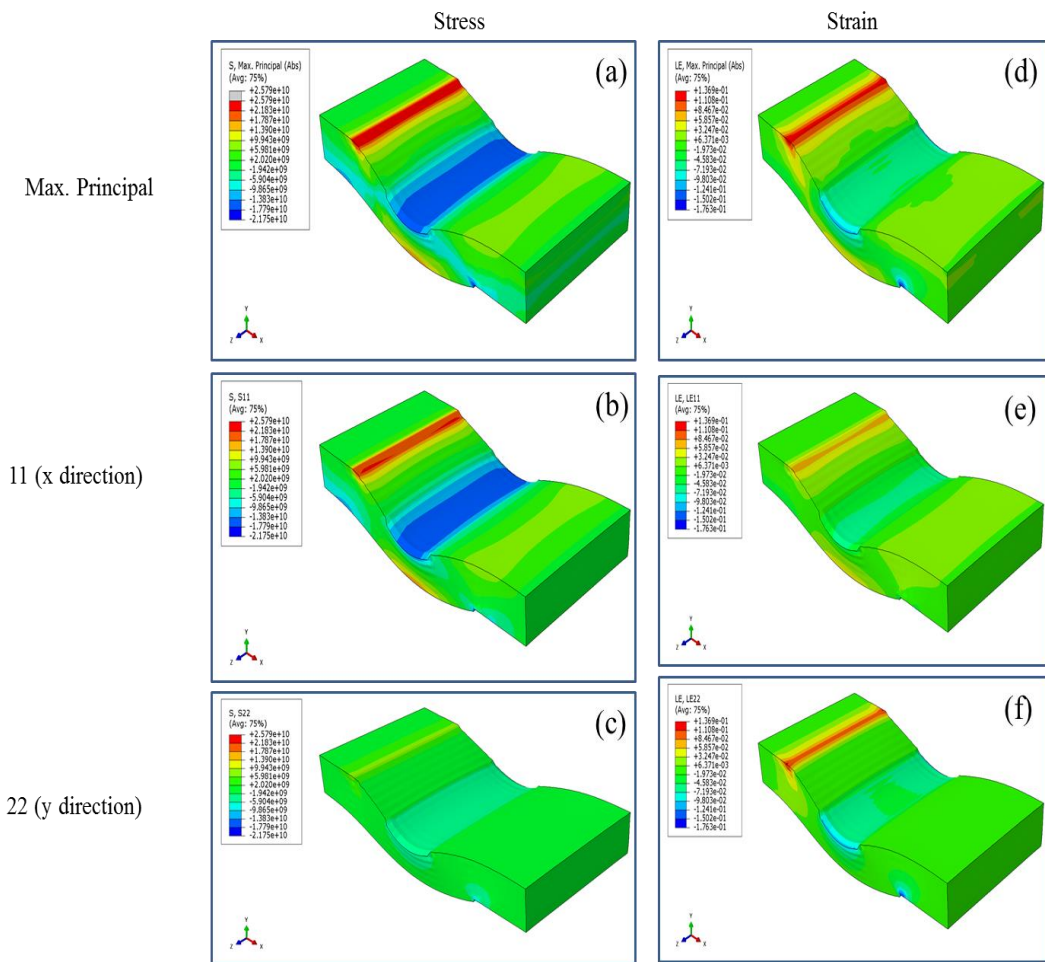 Stress
Strain
Max. Principal
S, Max. Principal (Abs)
(Avg: 75%)
+2.579e+10
+2.579e+10
+2.183e+10
+1.787e+10
+1.390e+10
+9.943e+09
+5.981e+09
+2.020e+09
-1.942e+09
-5.904e+09
-9.865e+09
-1.383e+10
-1.779e+10
-2.175e+10
(a)
Y
Z
X
LE, Max. Principal (Abs)
(Avg: 75%)
+1.369e-01
+1.108e-01
+8.467e-02
+5.857e-02
+3.247e-02
+6.371e-03
-1.973e-02
-4.583e-02
-7.193e-02
-9.803e-02
-1.241e-01
-1.502e-01
-1.763e-01
(d)
Y
Z
X
11 (x direction)
S, S11
(Avg: 75%)
+2.579e+10
+2.183e+10
+1.787e+10
+1.390e+10
+9.943e+09
+5.981e+09
+2.020e+09
-1.942e+09
-5.904e+09
-9.865e+09
-1.383e+10
-1.779e+10
-2.175e+10
(b)
Y
Z
X
LE, LE11
(Avg: 75%)
+1.369e-01
+1.108e-01
+8.467e-02
+5.857e-02
+3.247e-02
+6.371e-03
-1.973e-02
-4.583e-02
-7.193e-02
-9.803e-02
-1.241e-01
-1.502e-01
-1.763e-01
(e)
Y
Z
X
22 (y direction)
S, S22
(Avg: 75%)
+2.579e+10
+2.183e+10
+1.787e+10
+1.390e+10
+9.943e+09
+5.981e+09
+2.020e+09
-1.942e+09
-5.904e+09
-9.865e+09
-1.383e+10
-1.779e+10
-2.175e+10
(c)
Y
Z
X
LE, LE22
(Avg: 75%)
+1.369e-01
+1.108e-01
+8.467e-02
+5.857e-02
+3.247e-02
+6.371e-03
-1.973e-02
-4.583e-02
-7.193e-02
-9.803e-02
-1.241e-01
-1.502e-01
-1.763e-01
(f)
Y
Z
X